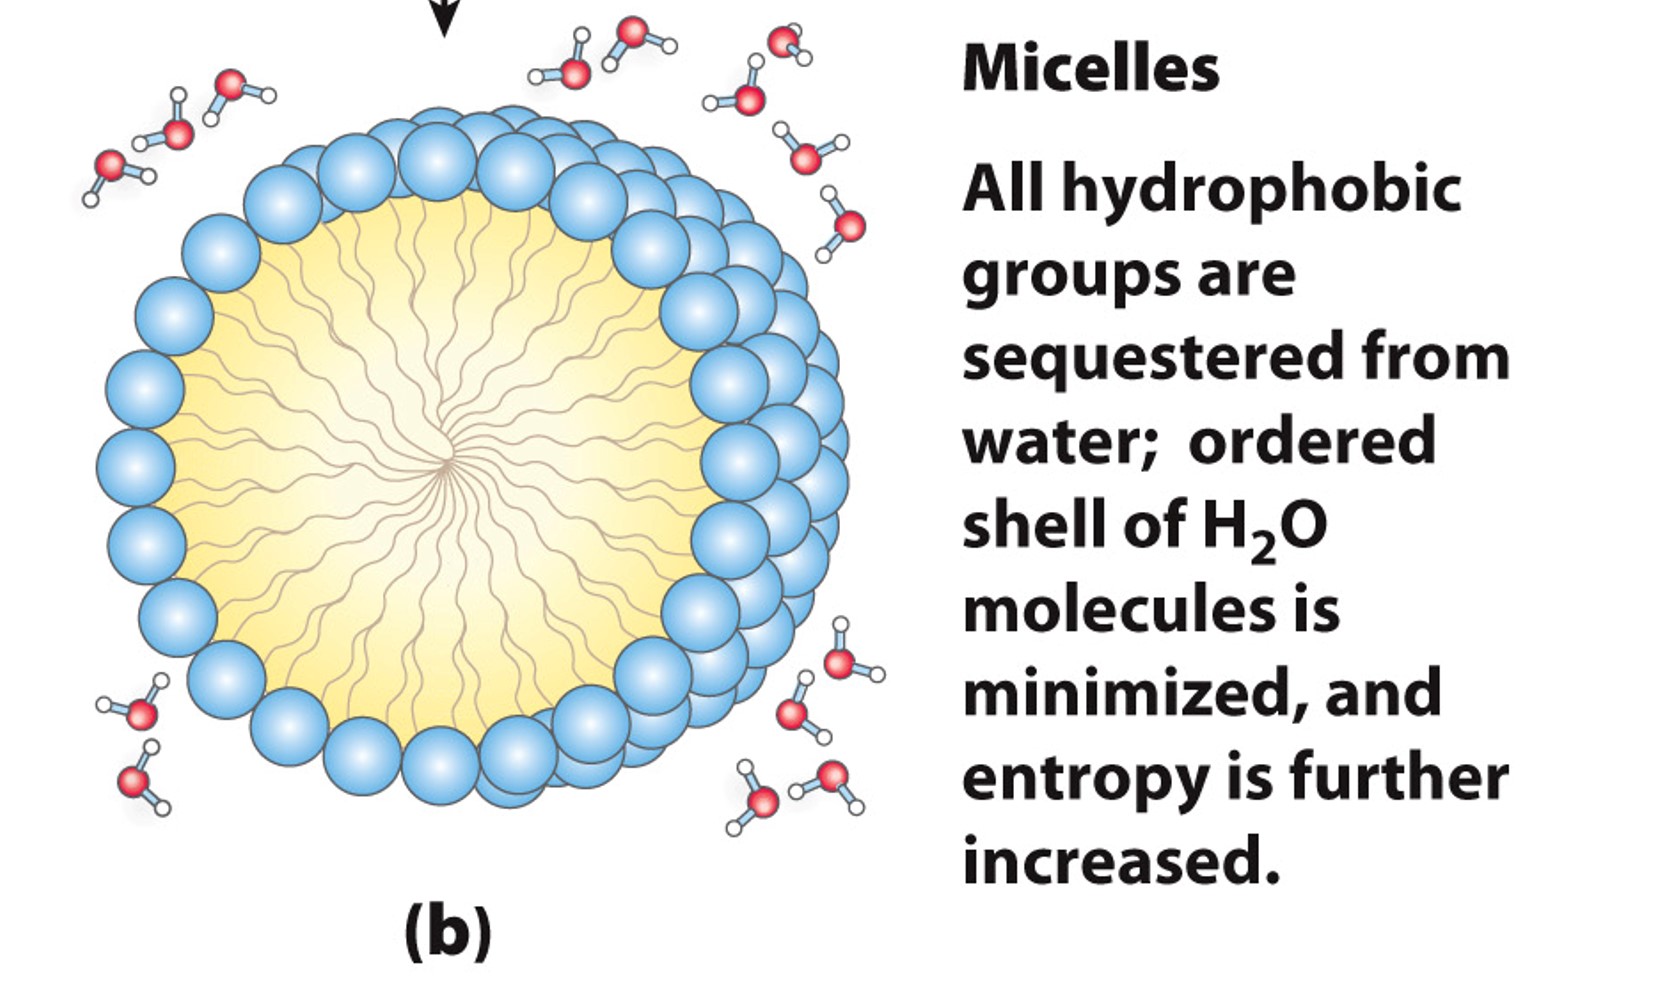 Micelles
All hydrophobic
groups are
sequestered from
water; ordered
shell of H₂O
molecules is
minimized, and
entropy is further
increased.
(b)